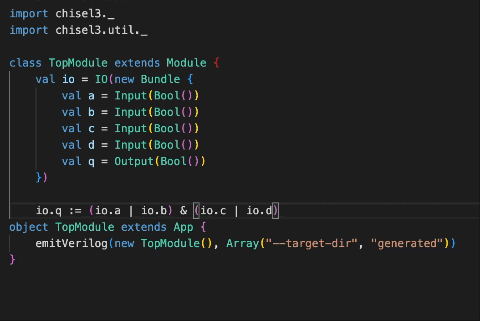 import chisel3._
import chisel3.util._

class TopModule extends Module {
    val io = IO(new Bundle {
        val a = Input(Bool())
        val b = Input(Bool())
        val c = Input(Bool())
        val d = Input(Bool())
        val q = Output(Bool())
    })

    io.q := (io.a | io.b) & (io.c | io.d)
object TopModule extends App {
    emitVerilog(new TopModule(), Array("--target-dir", "generated"))
}